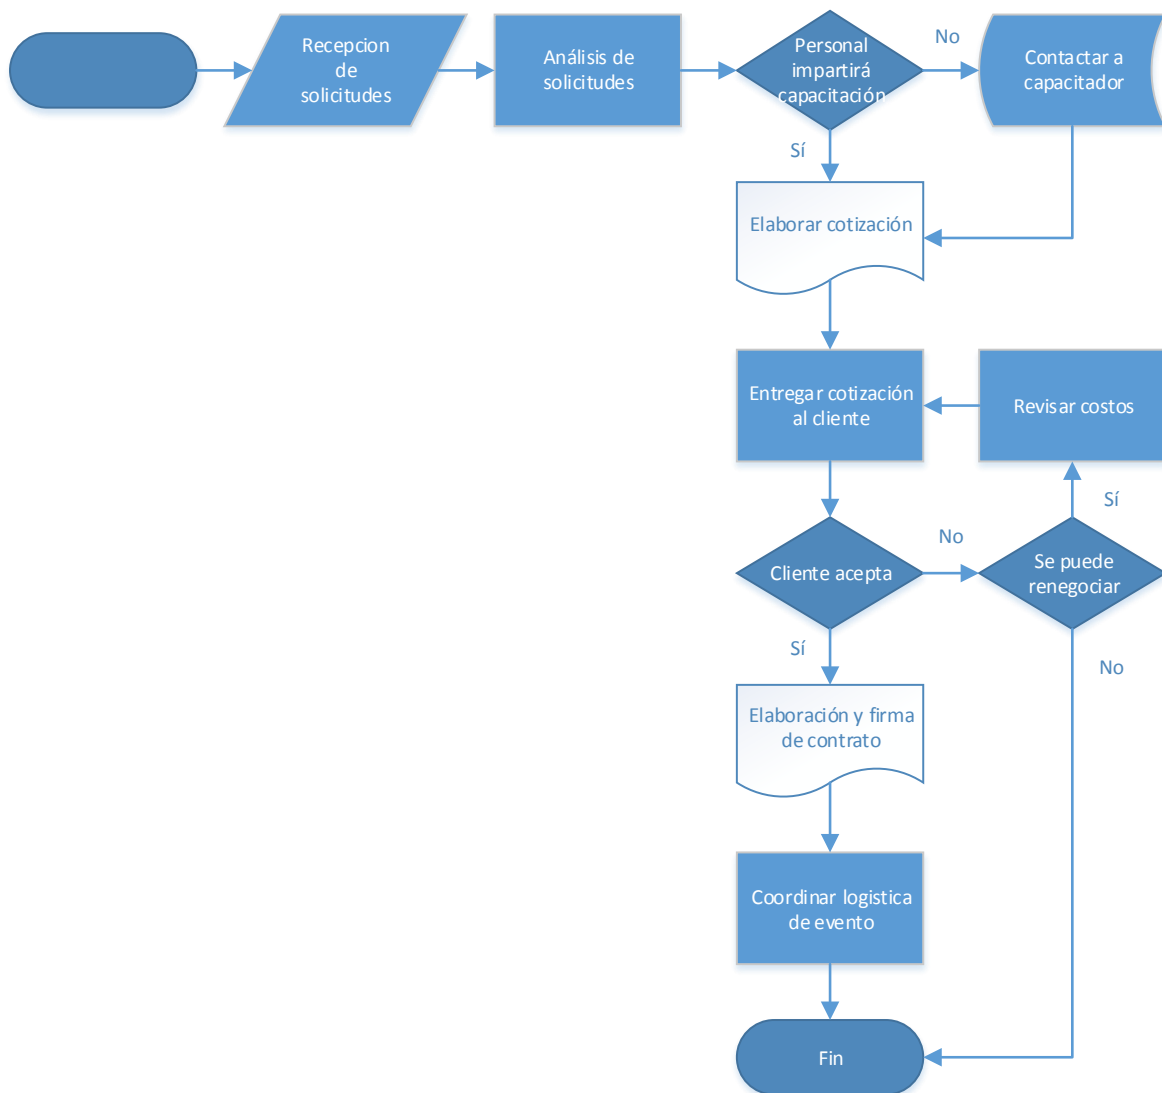 Recepcion
de
solicitudes
Análisis de
solicitudes
Personal
impartirá
capacitación
No
Contactar a
capacitador
Sí
Elaborar cotización
Entregar cotización
al cliente
Revisar costos
Sí
Cliente acepta
No
Se puede
renegociar
Sí
No
Elaboración y firma
de contrato
Coordinar logistica
de evento
Fin